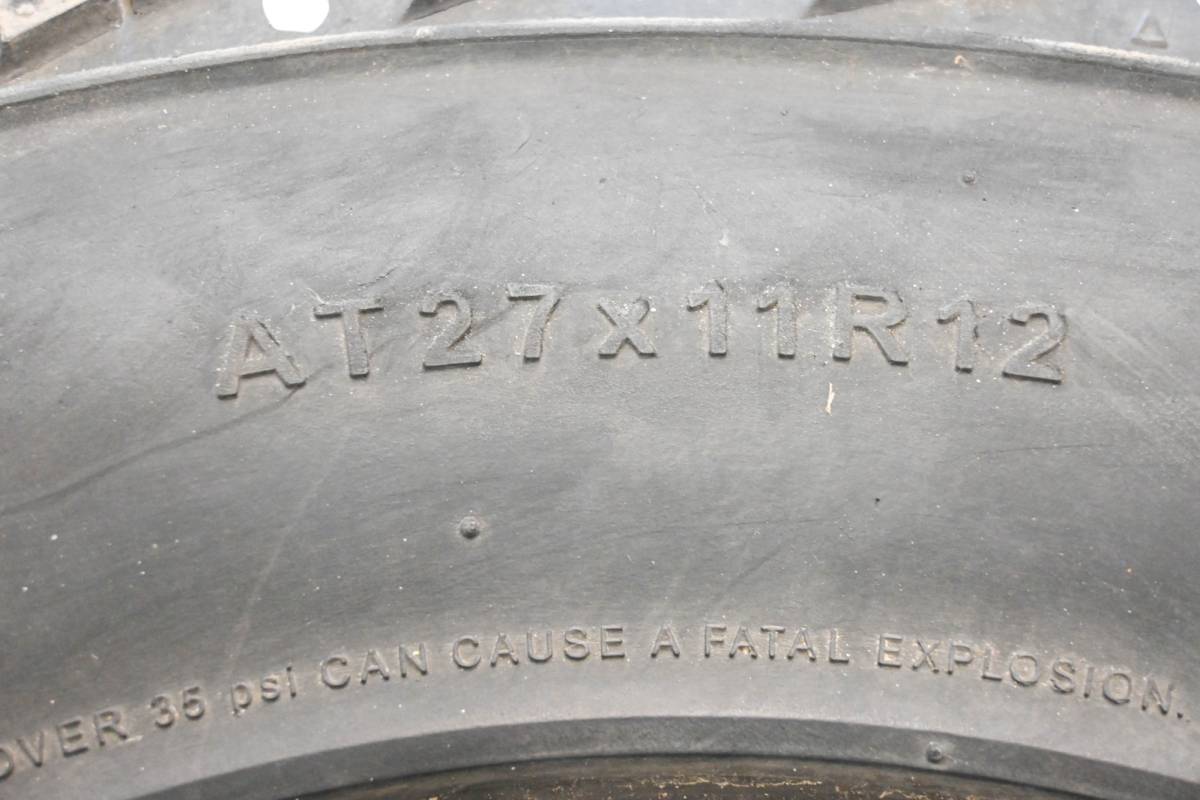 AT27x11R12
OVER 35 psi CAN CAUSE A FATAL EXPLOSION.